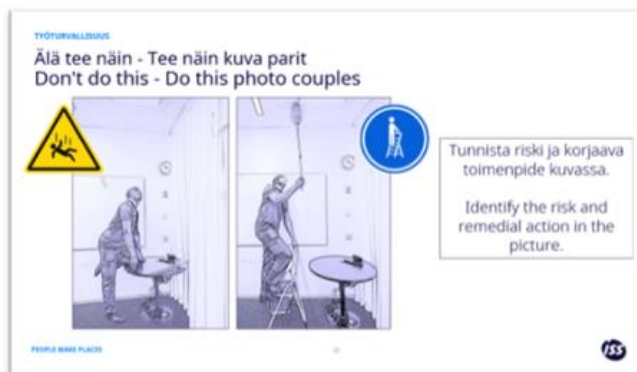 TYÖTURVALLISUUS
Älä tee näin - Tee näin kuva parit
Don't do this - Do this photo couples
Tunnista riski ja korjaava
toimenpide kuvassa.
Identify the risk and
remedial action in the
picture.
PEOPLE MAKE PLACES
ISS